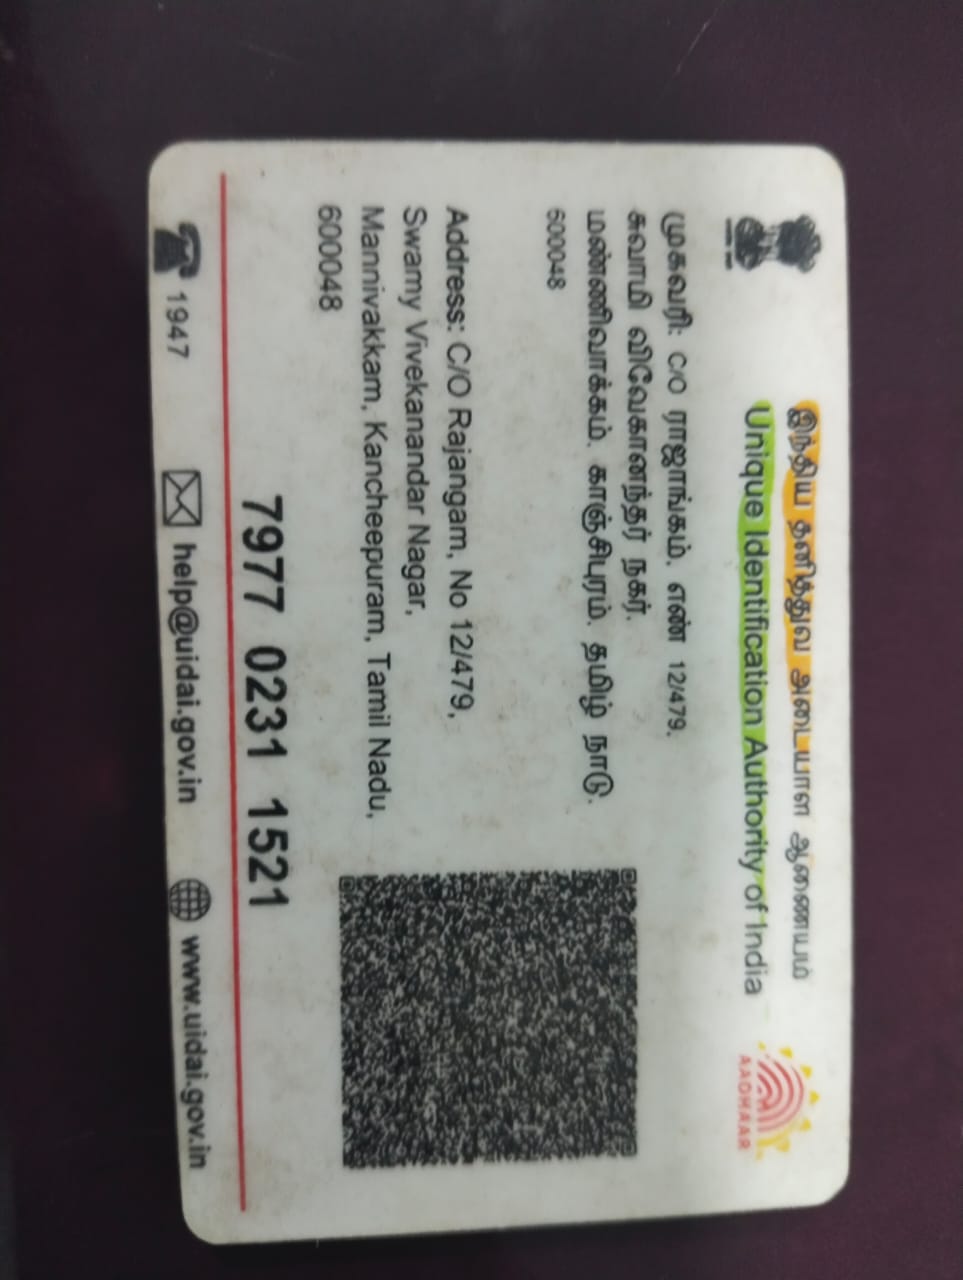 இந்திய தனித்துவ அடையாள ஆணையம்
Unique Identification Authority of India
AADHAAR
முகவரி: C/O ராஜாங்கம், எண் 12/479,
சுவாமி விவேகானந்தர் நகர்,
மண்ணிவாக்கம், காஞ்சிபுரம், தமிழ் நாடு,
600048
Address: C/O Rajangam, No 12/479,
Swamy Vivekanandar Nagar,
Mannivakkam, Kancheepuram, Tamil Nadu,
600048
7977 0231 1521
1947 help@uidai.gov.in www.uidai.gov.in